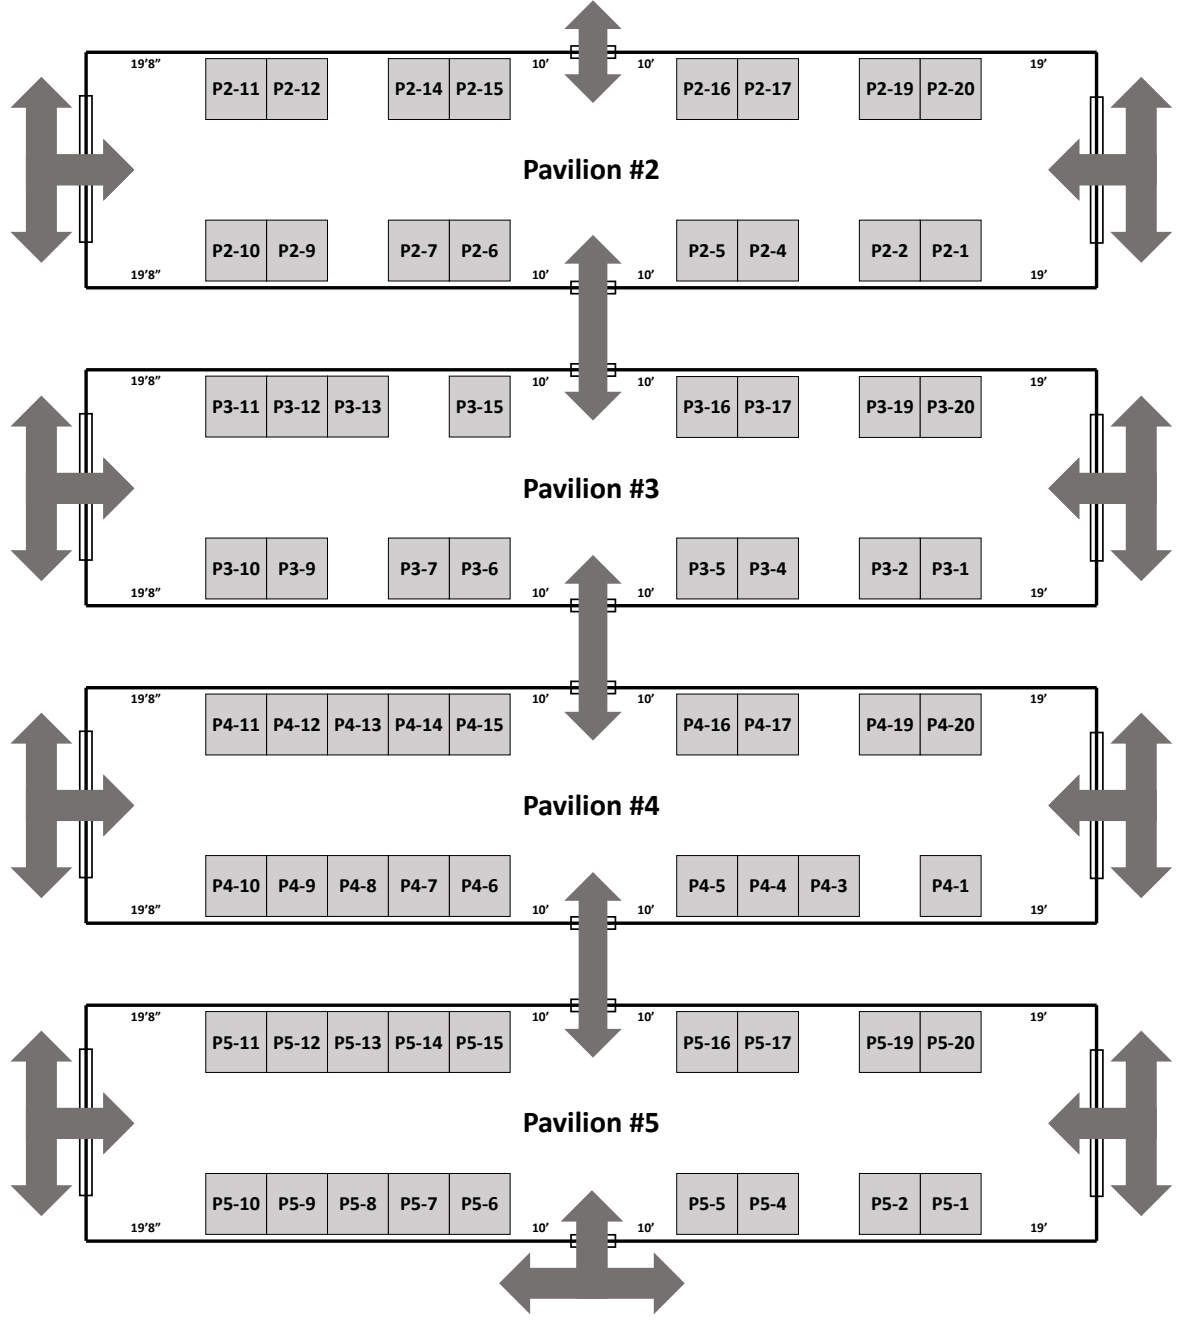 19'8” 10' 10' 19'
P2-11 P2-12 P2-14 P2-15 P2-16 P2-17 P2-19 P2-20
Pavilion #2
P2-10 P2-9 P2-7 P2-6 P2-5 P2-4 P2-2 P2-1
19'8” 10' 10' 19'
19'8” 10' 10' 19'
P3-11 P3-12 P3-13 P3-15 P3-16 P3-17 P3-19 P3-20
Pavilion #3
P3-10 P3-9 P3-7 P3-6 P3-5 P3-4 P3-2 P3-1
19'8” 10' 10' 19'
19'8” 10' 10' 19'
P4-11 P4-12 P4-13 P4-14 P4-15 P4-16 P4-17 P4-19 P4-20
Pavilion #4
P4-10 P4-9 P4-8 P4-7 P4-6 P4-5 P4-4 P4-3 P4-1
19'8” 10' 10' 19'
19'8” 10' 10' 19'
P5-11 P5-12 P5-13 P5-14 P5-15 P5-16 P5-17 P5-19 P5-20
Pavilion #5
P5-10 P5-9 P5-8 P5-7 P5-6 P5-5 P5-4 P5-2 P5-1
19'8” 10' 10' 19'